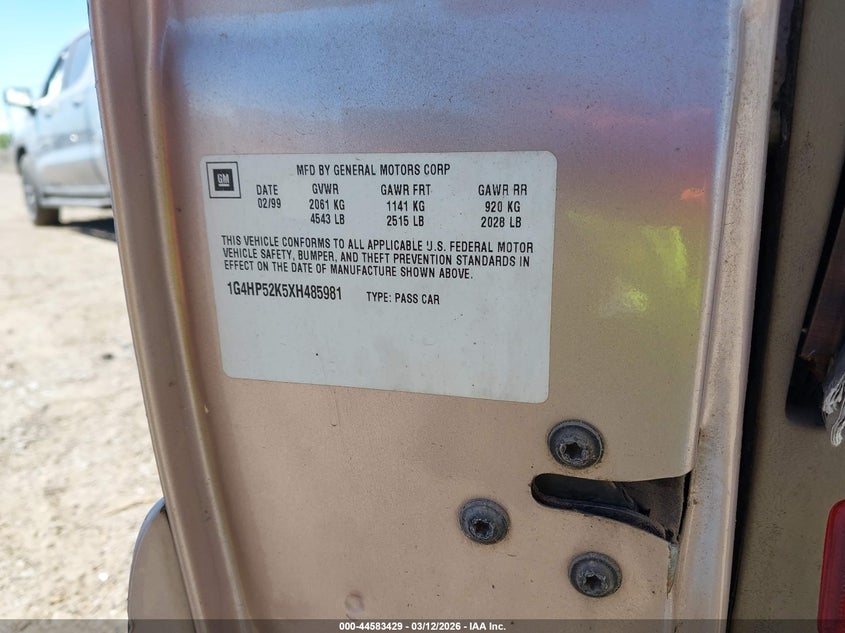 GM
MFD BY GENERAL MOTORS CORP
DATE GVWR GAWR FRT GAWR RR
02/99 2061 KG 1141 KG 920 KG
4543 LB 2515 LB 2028 LB
THIS VEHICLE CONFORMS TO ALL APPLICABLE U.S. FEDERAL MOTOR
VEHICLE SAFETY, BUMPER, AND THEFT PREVENTION STANDARDS IN
EFFECT ON THE DATE OF MANUFACTURE SHOWN ABOVE.
1G4HP52K5XH485981 TYPE: PASS CAR
000-44583429 - 03/12/2026 - IAA Inc.